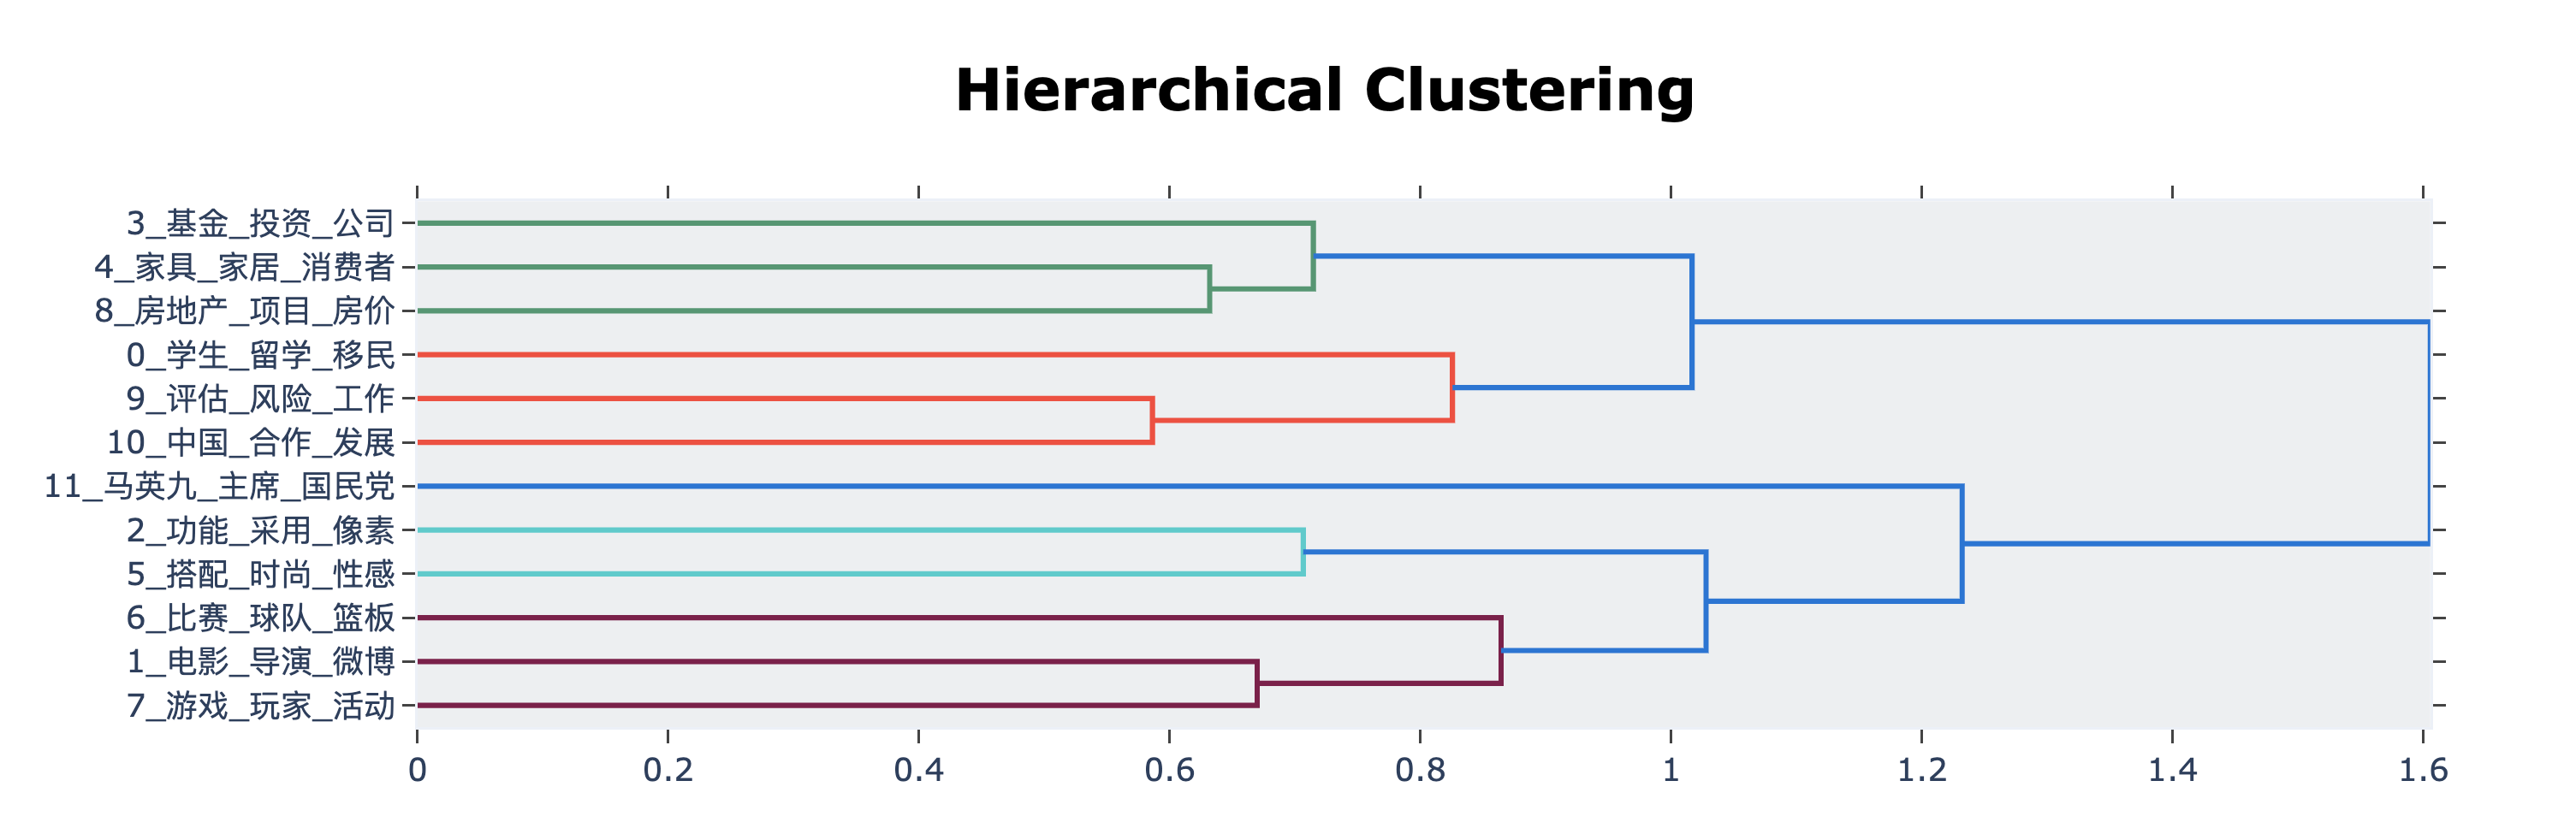 Hierarchical Clustering
3_基金_投资_公司
4_家具_家居_消费者
8_房地产_项目_房价
0_学生_留学_移民
9_评估_风险_工作
10_中国_合作_发展
11_马英九_主席_国民党
2_功能_采用_像素
5_搭配_时尚_性感
6_比赛_球队_篮板
1_电影_导演_微博
7_游戏_玩家_活动
0 0.2 0.4 0.6 0.8 1 1.2 1.4 1.6